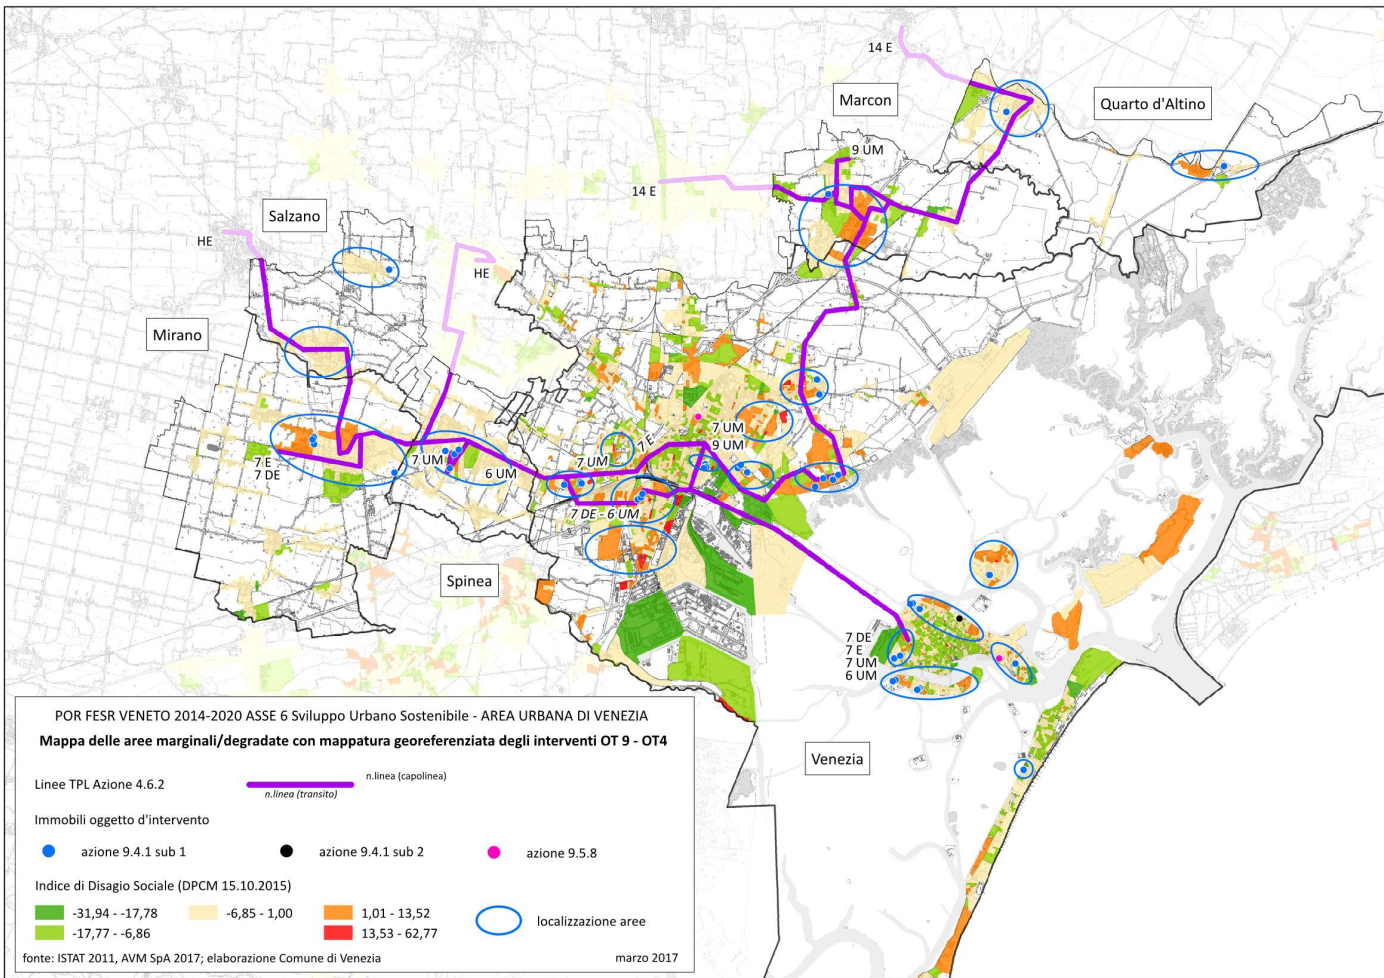 14 E
Marcon
Quarto d'Altino
9 UM
14 E
Salzano
HE
HE
Mirano
7 UM
9 UM
7 E
7 UM
7 E
7 DE
7 UM
6 UM
7 DE - 6 UM
Spinea
7 DE
7 E
7 UM
6 UM
Venezia
POR FESR VENETO 2014-2020 ASSE 6 Sviluppo Urbano Sostenibile - AREA URBANA DI VENEZIA
Mappa delle aree marginali/degradate con mappatura georeferenziata degli interventi OT 9 - OT4
Linee TPL Azione 4.6.2
n.linea (capolinea)
n.linea (transito)
Immobili oggetto d'intervento
azione 9.4.1 sub 1
azione 9.4.1 sub 2
azione 9.5.8
Indice di Disagio Sociale (DPCM 15.10.2015)
-31,94 - -17,78
-6,85 - 1,00
1,01 - 13,52
-17,77 - -6,86
13,53 - 62,77
localizzazione aree
fonte: ISTAT 2011, AVM SpA 2017; elaborazione Comune di Venezia
marzo 2017